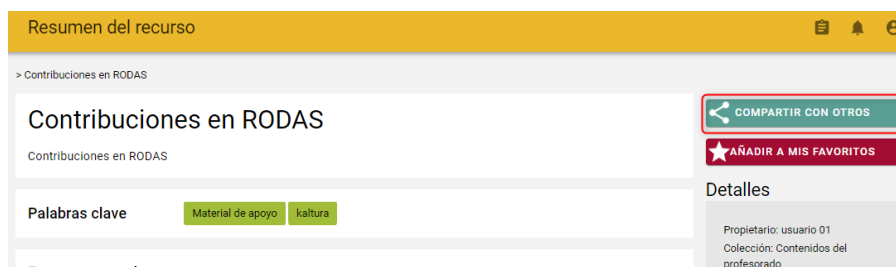 Resumen del recurso
> Contribuciones en RODAS
Contribuciones en RODAS
Contribuciones en RODAS
Palabras clave
Material de apoyo
kaltura
COMPARTIR CON OTROS
AÑADIR A MIS FAVORITOS
Detalles
Propietario: usuario 01
Colección: Contenidos del
profesorado